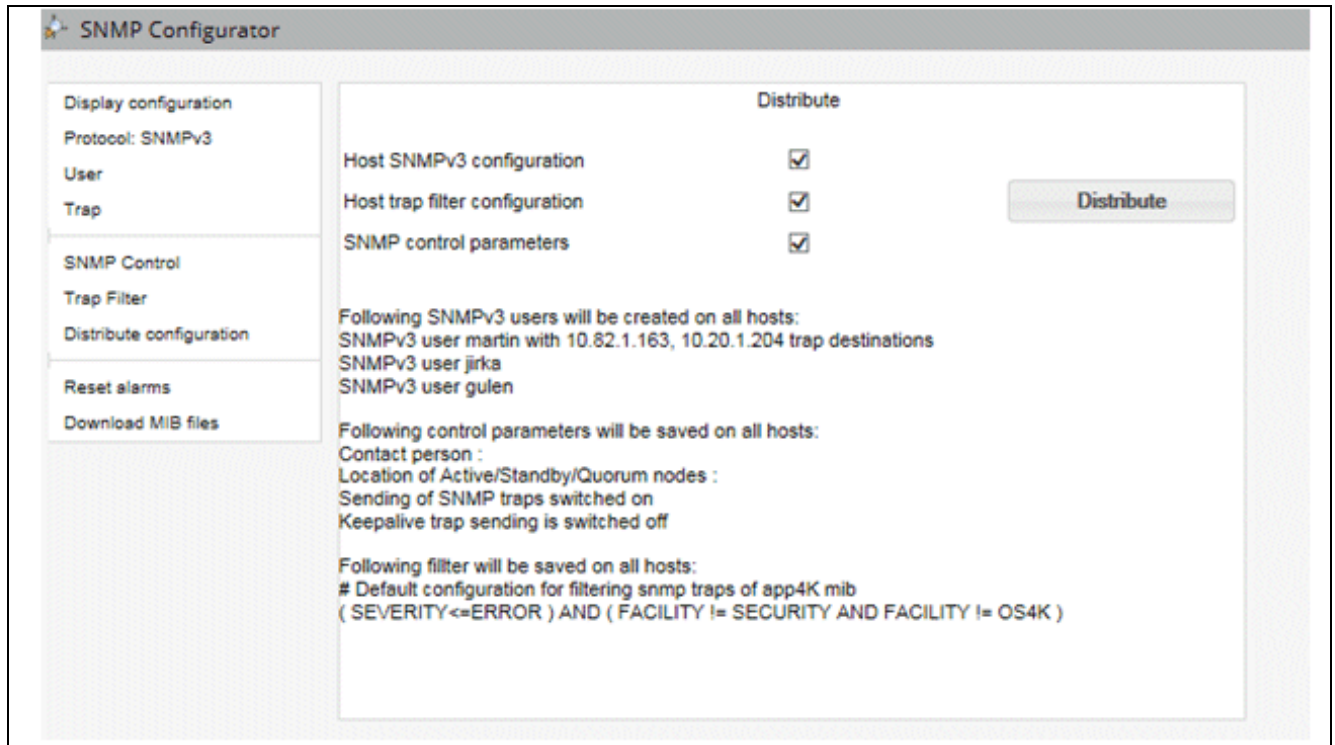 SNMP Configurator
Display configuration
Protocol: SNMPv3
User
Trap
SNMP Control
Trap Filter
Distribute configuration
Reset alarms
Download MIB files
Distribute
Host SNMPv3 configuration
Host trap filter configuration
Distribute
SNMP control parameters
Following SNMPv3 users will be created on all hosts:
SNMPv3 user martin with 10.82.1.163, 10.20.1.204 trap destinations
SNMPv3 user jirka
SNMPv3 user gulen
Following control parameters will be saved on all hosts:
Contact person :
Location of Active/Standby/Quorum nodes :
Sending of SNMP traps switched on
Keepalive trap sending is switched off
Following fillter will be saved on all hosts:
# Default configuration for filtering snmp traps of app4K mib
( SEVERITY<=ERROR ) AND ( FACILITY != SECURITY AND FACILITY != OS4K )